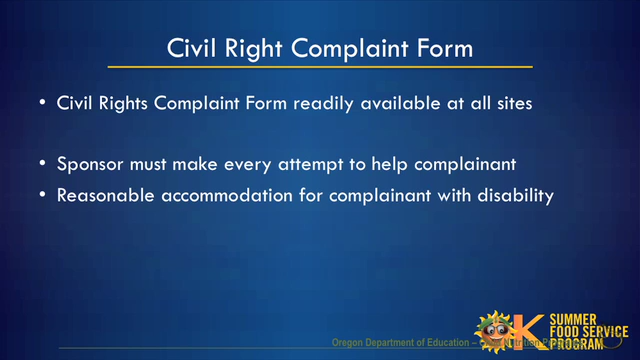 Civil Right Complaint Form
• Civil Rights Complaint Form readily available at all sites
• Sponsor must make every attempt to help complainant
• Reasonable accommodation for complainant with disability
K SUMMER
FOOD SERVICE
PROGRAM
Oregon Department of Education –